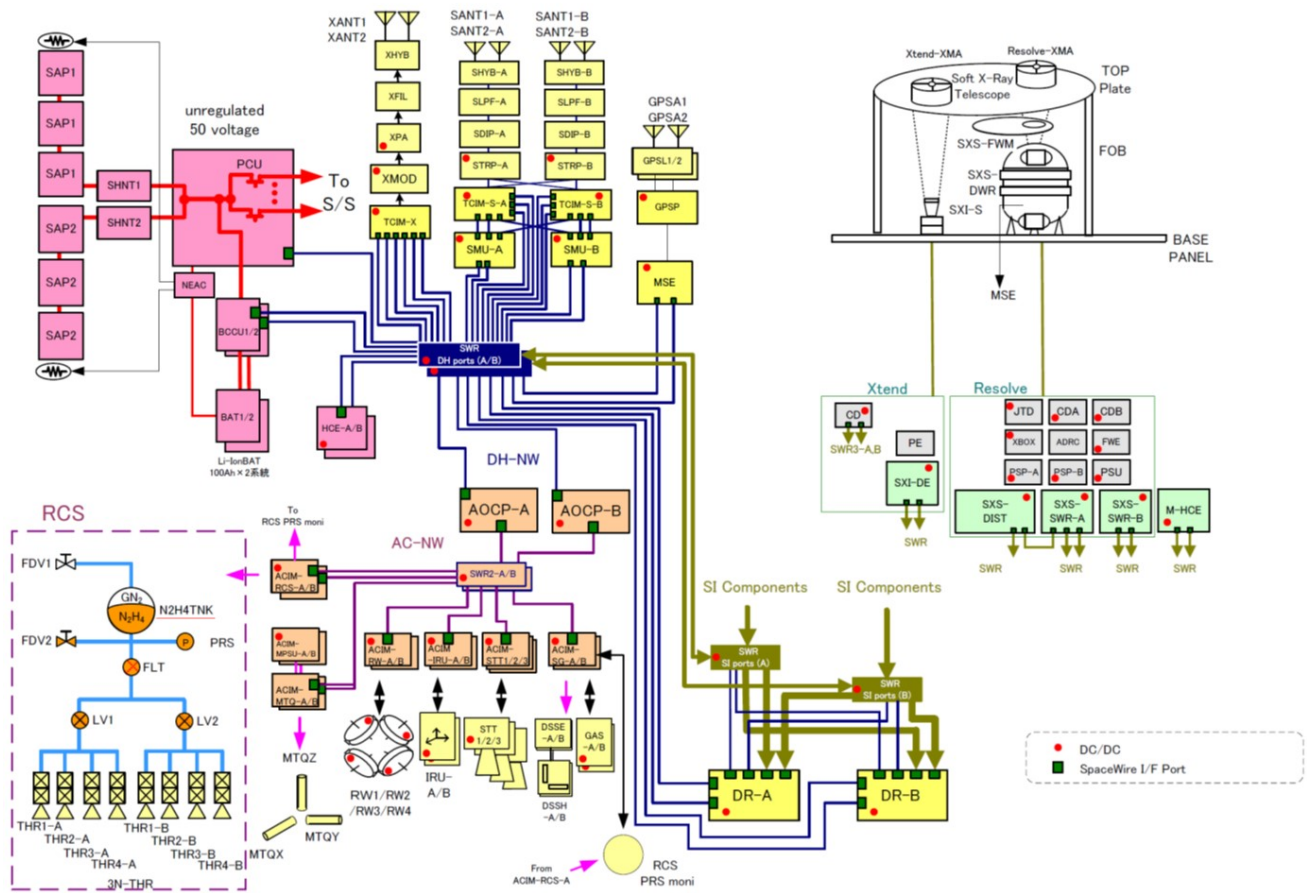 XANT1
XANT2
SANT1-A
SANT2-A
SANT1-B
SANT2-B
SAP1
SAP1
SAP1
SAP2
SAP2
SAP2
unregulated
50 voltage
PCU
To
S/S
SHNT1
SHNT2
NEAC
BCCU1/2
BAT1/2
Li-IonBAT
100Ah×2系統
XHYB
XFIL
XPA
XMOD
TCIM-X
SHYB-A
SLPF-A
SDIP-A
STRP-A
TCIM-S-A
SMU-A
SHYB-B
SLPF-B
SDIP-B
STRP-B
TCIM-S-B
SMU-B
GPSA1
GPSA2
GPSL1/2
GPSP
MSE
SWR
DH ports (A/B)
HCE-A/B
DH-NW
AOCP-A
AOCP-B
AC-NW
SWR2-A/B
Xtend-XMA
Resolve-XMA
Soft X-Ray
Telescope
TOP
Plate
SXS-FWM
FOB
SXS-
DWR
SXI-S
BASE
PANEL
MSE
Xtend
Resolve
CD
SWR3-A,B
PE
SXI-DE
SWR
JTD
CDA
CDB
XBOX
ADRC
FWE
PSP-A
PSP-B
PSU
SXS-
DIST
SXS-
SWR-A
SXS-
SWR-B
M-HCE
SWR
SWR
SWR
RCS
To
RCS PRS moni
FDV1
GN2
N2H4
N2H4TNK
FDV2
P
PRS
FLT
LV1
LV2
THR1-A
THR2-A
THR3-A
THR4-A
THR1-B
THR2-B
THR3-B
THR4-B
3N-THR
ACIM-
RCS-A/B
ACIM-
MPSU-A/B
ACIM-
MTQ-A/B
MTQZ
MTQX
MTQY
ACIM
-RW-A/B
ACIM
-IRU-A/B
ACIM-
STT1/2/3
ACIM-
SG-A/B
RW1/RW2
/RW3/RW4
IRU-
A/B
STT
1/2/3
DSSE
-A/B
DSSH
-A/B
GAS
-A/B
From
ACIM-RCS-A
RCS
PRS moni
SI Components
SI Components
SWR
SI ports (A)
SWR
SI ports (B)
DR-A
DR-B
DC/DC
SpaceWire I/F Port